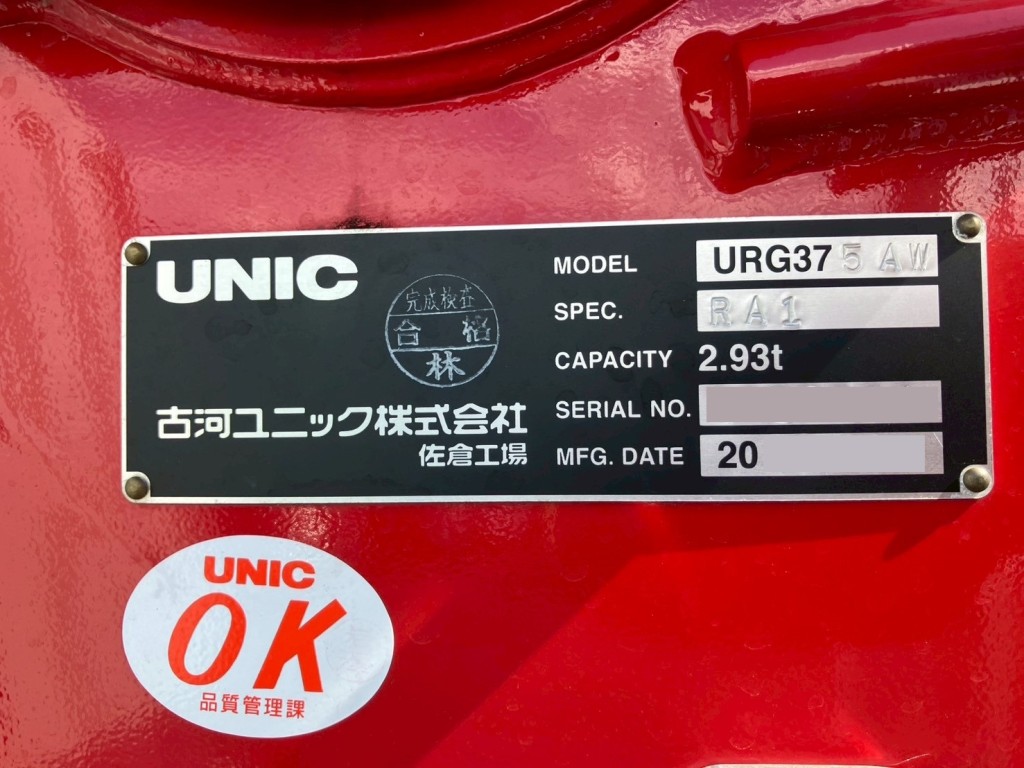 UNIC
完成検査
合格
林
古河ユニック株式会社
佐倉工場
MODEL URG375AW
SPEC. RA1
CAPACITY 2.93t
SERIAL NO.
MFG. DATE 20
UNIC
OK
品質管理課